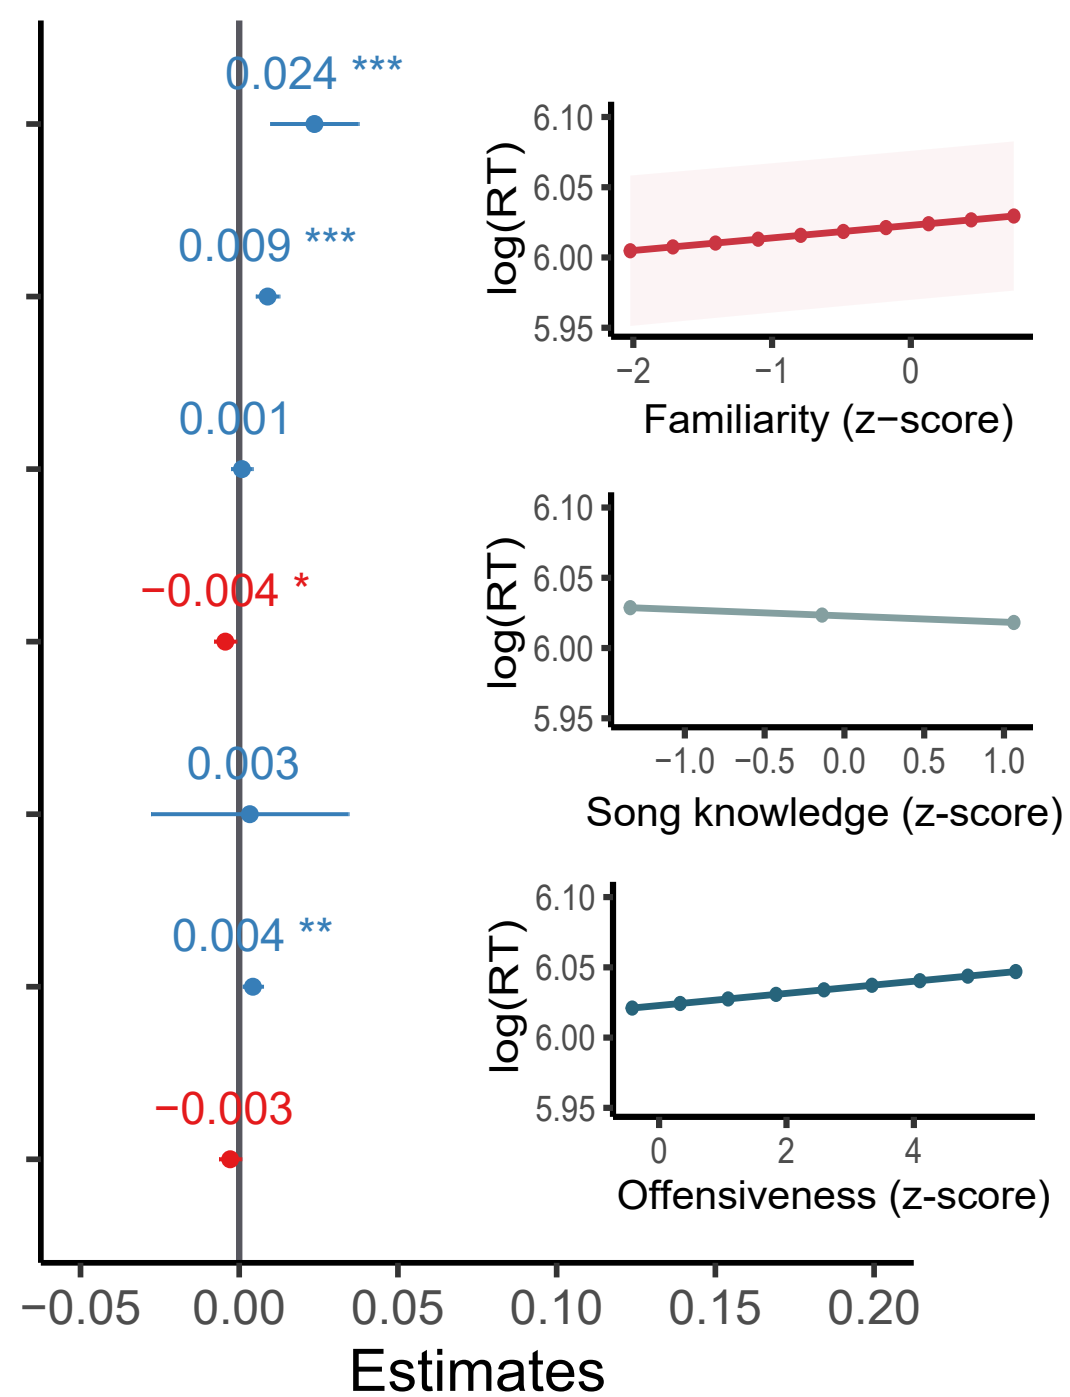 0.024 ***
0.009 ***
0.001
−0.004 *
0.003
0.004 **
−0.003
−0.05 0.00 0.05 0.10 0.15 0.20
Estimates
log(RT)
6.10
6.05
6.00
5.95
−2 −1 0
Familiarity (z−score)
log(RT)
6.10
6.05
6.00
5.95
−1.0 −0.5 0.0 0.5 1.0
Song knowledge (z-score)
log(RT)
6.10
6.05
6.00
5.95
0 2 4
Offensiveness (z-score)